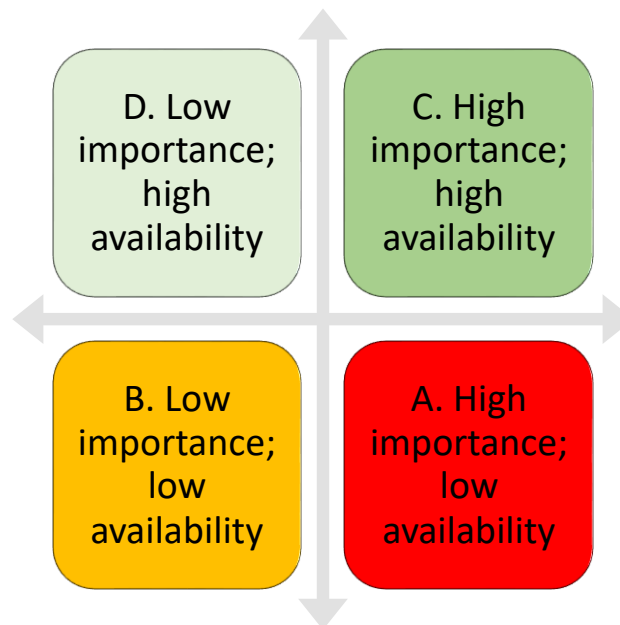 D. Low
importance;
high
availability
C. High
importance;
high
availability
B. Low
importance;
low
availability
A. High
importance;
low
availability